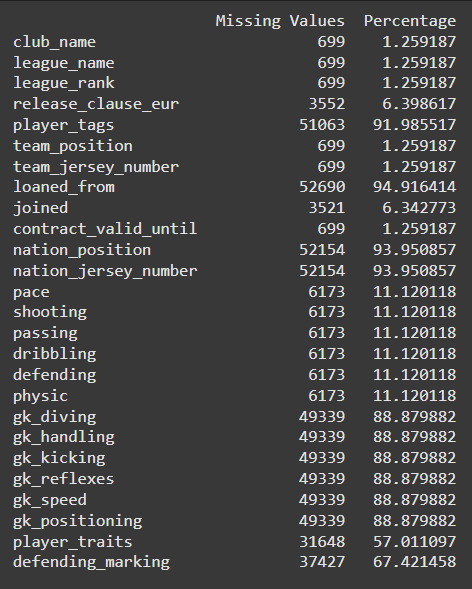 Missing Values Percentage
club_name 699 1.259187
league_name 699 1.259187
league_rank 699 1.259187
release_clause_eur 3552 6.398617
player_tags 51063 91.985517
team_position 699 1.259187
team_jersey_number 699 1.259187
loaned_from 52690 94.916414
joined 3521 6.342773
contract_valid_until 699 1.259187
nation_position 52154 93.950857
nation_jersey_number 52154 93.950857
pace 6173 11.120118
shooting 6173 11.120118
passing 6173 11.120118
dribbling 6173 11.120118
defending 6173 11.120118
physic 6173 11.120118
gk_diving 49339 88.879882
gk_handling 49339 88.879882
gk_kicking 49339 88.879882
gk_reflexes 49339 88.879882
gk_speed 49339 88.879882
gk_positioning 49339 88.879882
player_traits 31648 57.011097
defending_marking 37427 67.421458